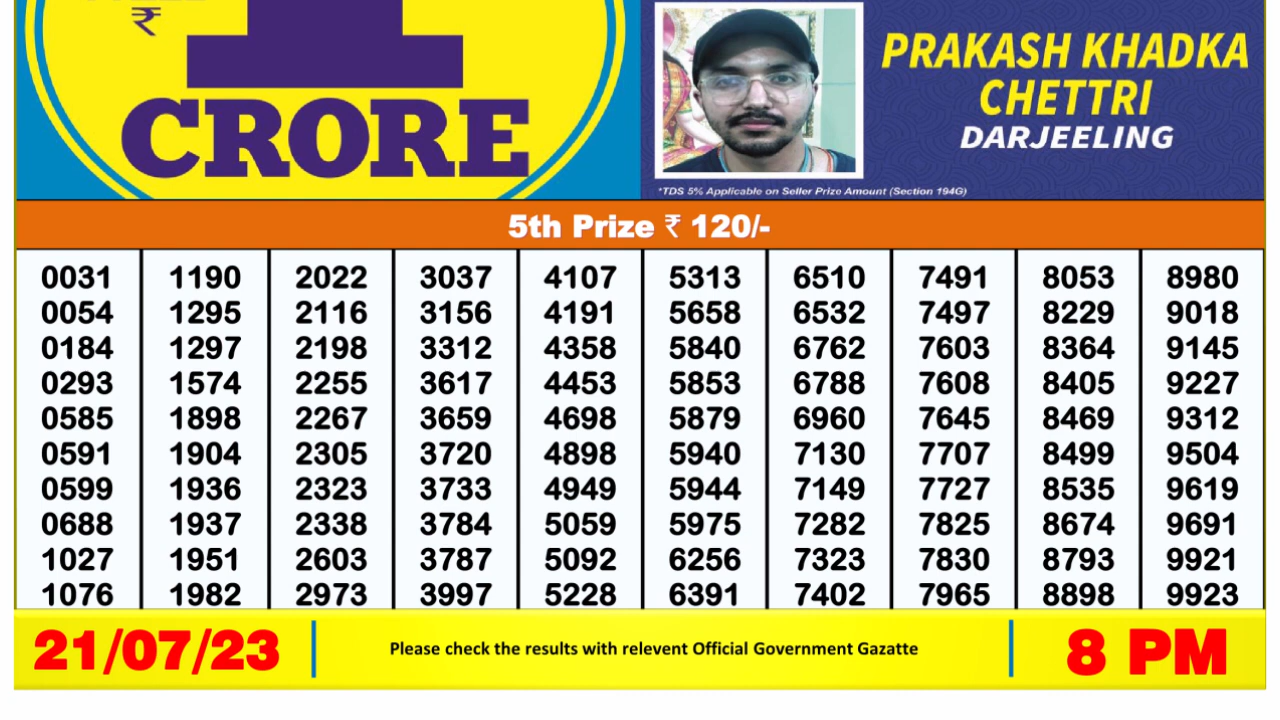 ₹
1
CRORE
PRAKASH KHADKA
CHETTRI
DARJEELING
*TDS 5% Applicable on Seller Prize Amount (Section 194G)
5th Prize ₹ 120/-
0031 1190 2022 3037 4107 5313 6510 7491 8053 8980
0054 1295 2116 3156 4191 5658 6532 7497 8229 9018
0184 1297 2198 3312 4358 5840 6762 7603 8364 9145
0293 1574 2255 3617 4453 5853 6788 7608 8405 9227
0585 1898 2267 3659 4698 5879 6960 7645 8469 9312
0591 1904 2305 3720 4898 5940 7130 7707 8499 9504
0599 1936 2323 3733 4949 5944 7149 7727 8535 9619
0688 1937 2338 3784 5059 5975 7282 7825 8674 9691
1027 1951 2603 3787 5092 6256 7323 7830 8793 9921
1076 1982 2973 3997 5228 6391 7402 7965 8898 9923
21/07/23
Please check the results with relevent Official Government Gazatte
8 PM